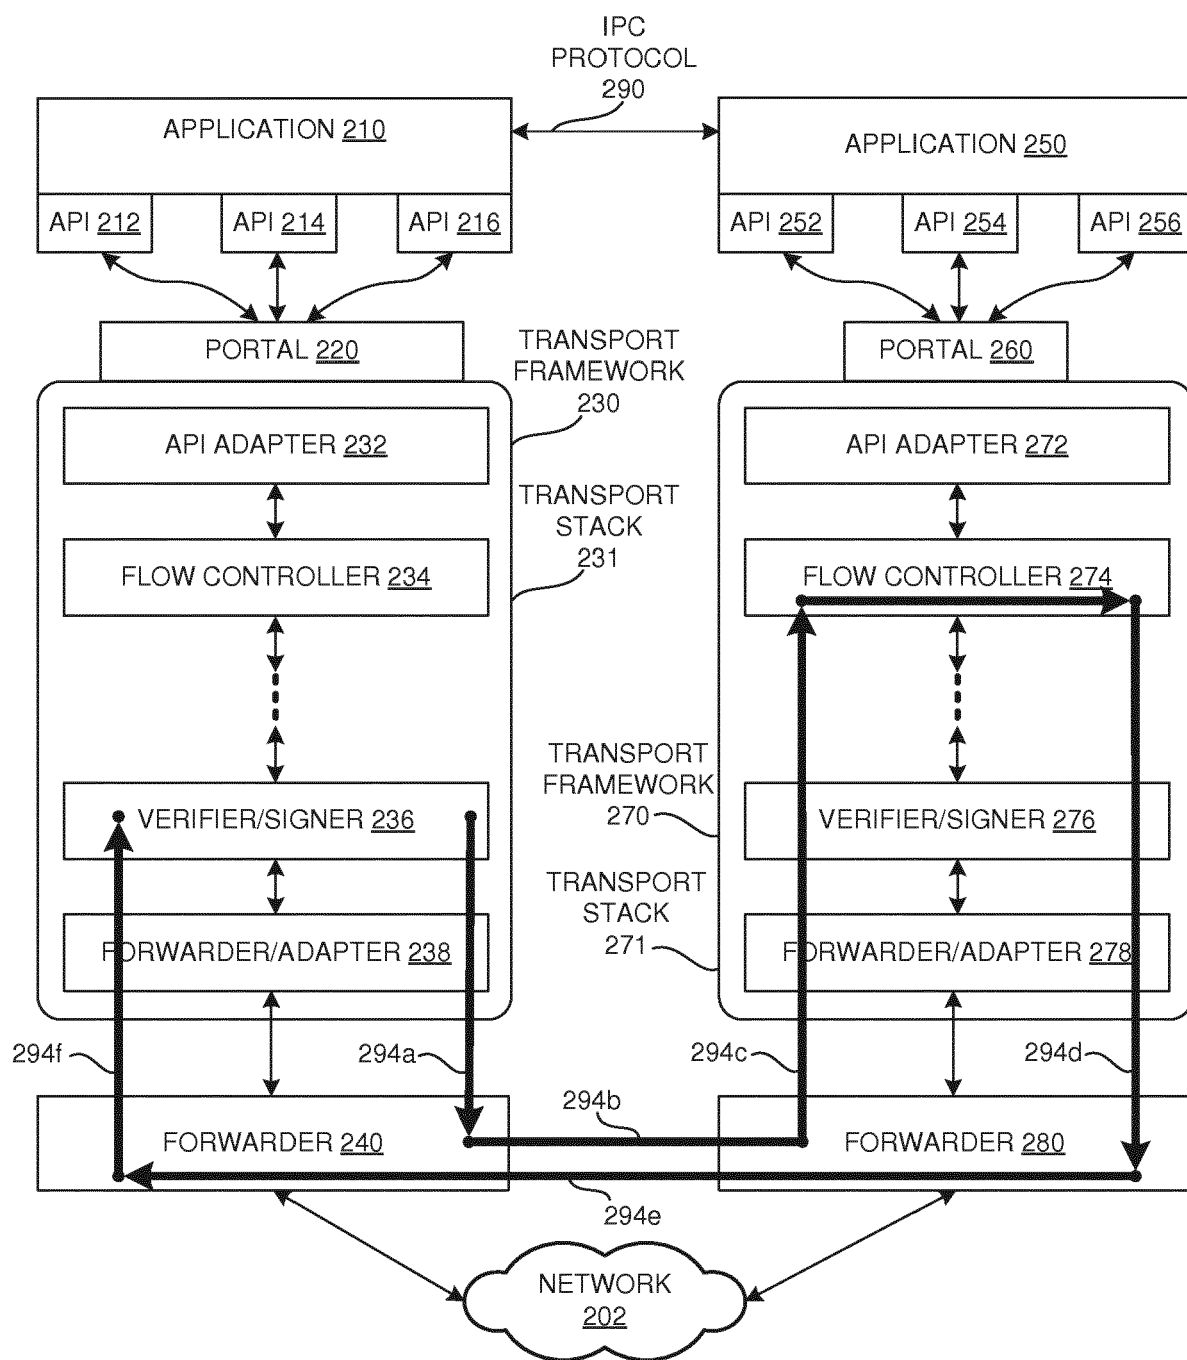 IPC
PROTOCOL
290
APPLICATION 210
APPLICATION 250
API 212
API 214
API 216
API 252
API 254
API 256
PORTAL 220
TRANSPORT
FRAMEWORK
230
PORTAL 260
API ADAPTER 232
API ADAPTER 272
TRANSPORT
STACK
231
FLOW CONTROLLER 234
FLOW CONTROLLER 274
TRANSPORT
FRAMEWORK
270
VERIFIER/SIGNER 236
VERIFIER/SIGNER 276
TRANSPORT
STACK
271
FORWARDER/ADAPTER 238
FORWARDER/ADAPTER 278
294f
294a
294c
294d
294b
FORWARDER 240
FORWARDER 280
294e
NETWORK
202